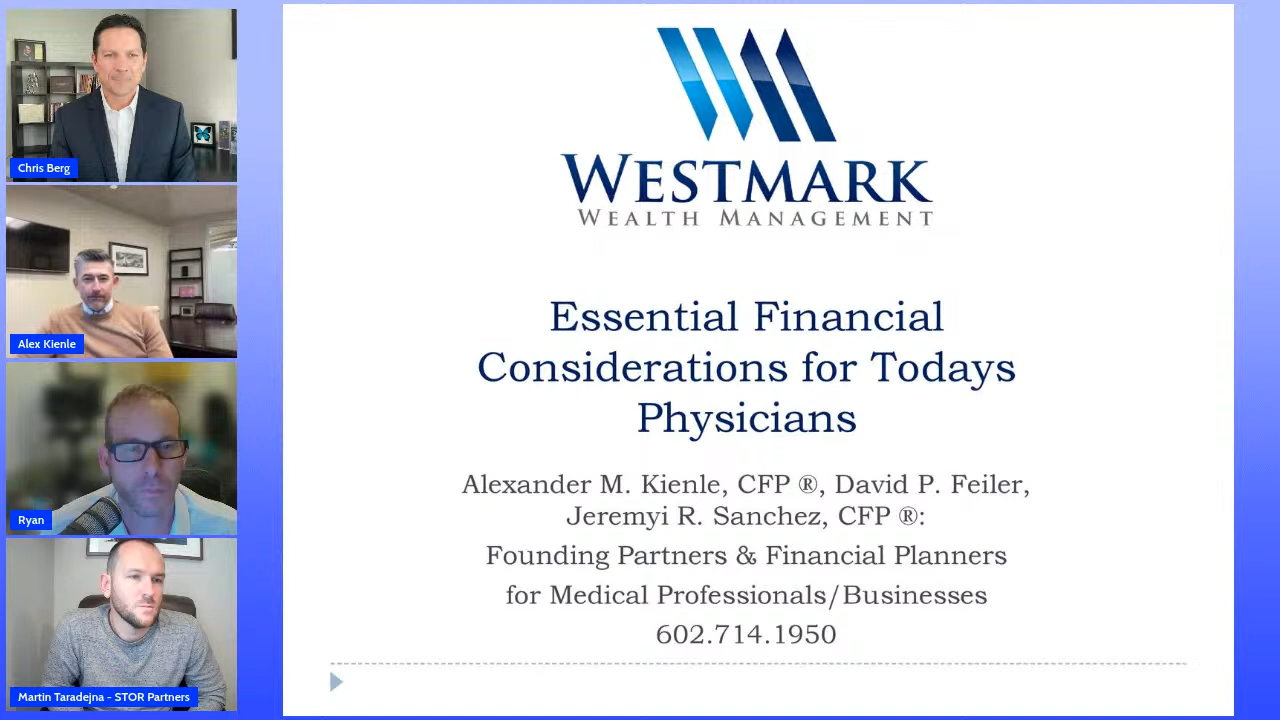 Chris Berg
Alex Kienle
Ryan
Martin Taradejna - STOR Partners
WESTMARK
WEALTH MANAGEMENT
Essential Financial
Considerations for Todays
Physicians
Alexander M. Kienle, CFP ®, David P. Feiler,
Jeremyi R. Sanchez, CFP ®:
Founding Partners & Financial Planners
for Medical Professionals/Businesses
602.714.1950